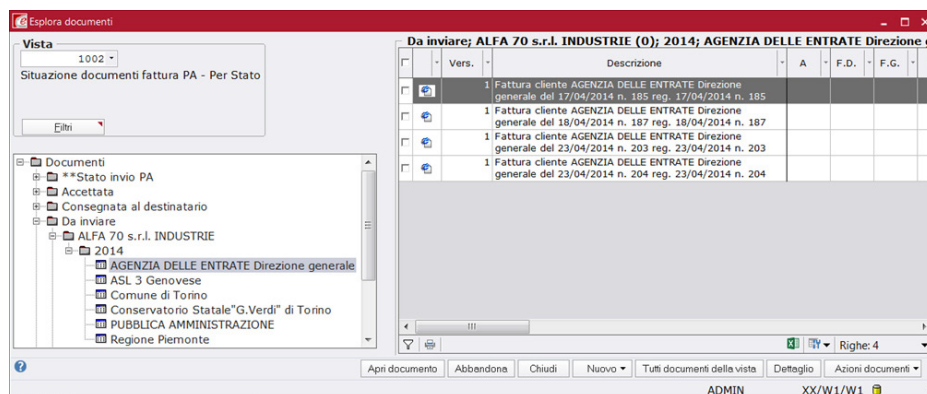 Esplora documenti
Vista
1002
Situazione documenti fattura PA - Per Stato
Filtri
Documenti
**Stato invio PA
Accettata
Consegnata al destinatario
Da inviare
ALFA 70 s.r.l. INDUSTRIE
2014
AGENZIA DELLE ENTRATE Direzione generale
ASL 3 Genovese
Comune di Torino
Conservatorio Statale"G.Verdi" di Torino
PUBBLICA AMMINISTRAZIONE
Regione Piemonte
Da inviare; ALFA 70 s.r.l. INDUSTRIE (0); 2014; AGENZIA DELLE ENTRATE Direzione
Vers. Descrizione A F.D. F.G.
1 Fattura cliente AGENZIA DELLE ENTRATE Direzione
generale del 17/04/2014 n. 185 reg. 17/04/2014 n. 185
1 Fattura cliente AGENZIA DELLE ENTRATE Direzione
generale del 18/04/2014 n. 187 reg. 18/04/2014 n. 187
1 Fattura cliente AGENZIA DELLE ENTRATE Direzione
generale del 23/04/2014 n. 203 reg. 23/04/2014 n. 203
1 Fattura cliente AGENZIA DELLE ENTRATE Direzione
generale del 23/04/2014 n. 204 reg. 23/04/2014 n. 204
Righe: 4
Apri documento Abbandona Chiudi Nuovo Tutti documenti della vista Dettaglio Azioni documenti
ADMIN XX/W1/W1